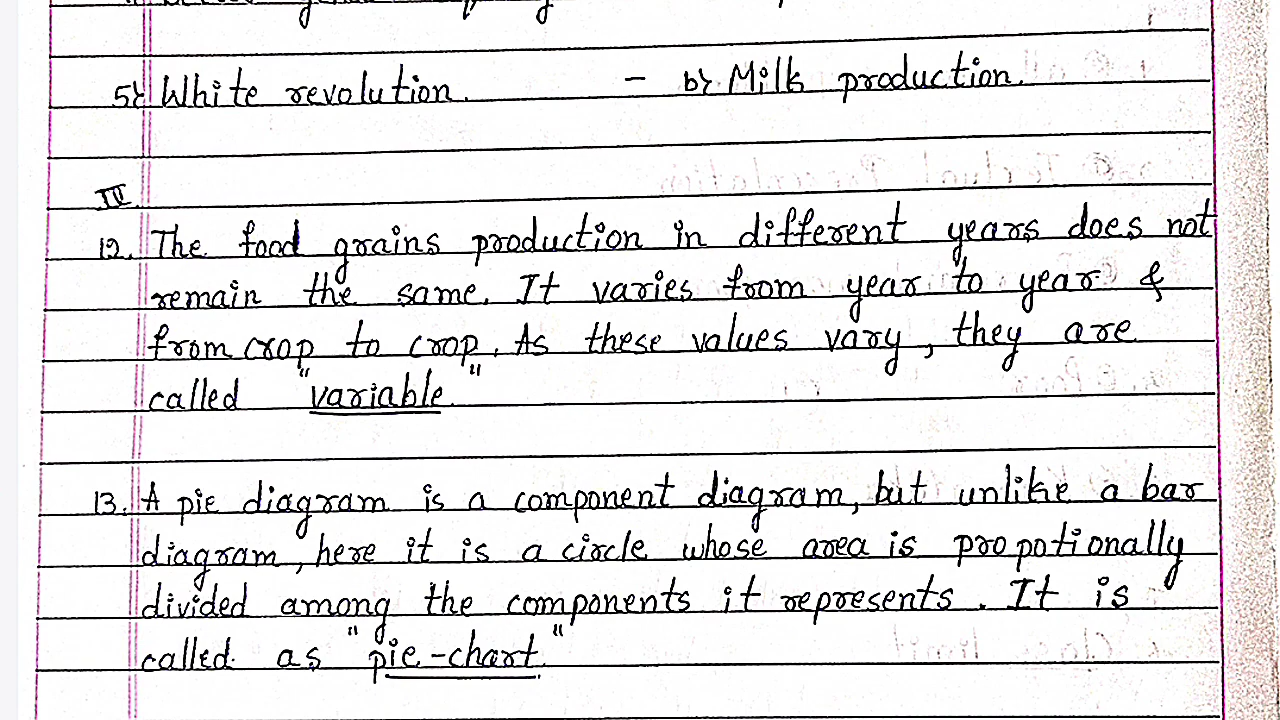 5) White revolution. - b) Milk production.
III
12. The food grains production in different years does not
remain the same. It varies from year to year &
from crop to crop. As these values vary, they are
called "variable"
13. A pie diagram is a component diagram, but unlike a bar
diagram, here it is a circle whose area is propotionally
divided among the components it represents. It is
called as "pie-chart."